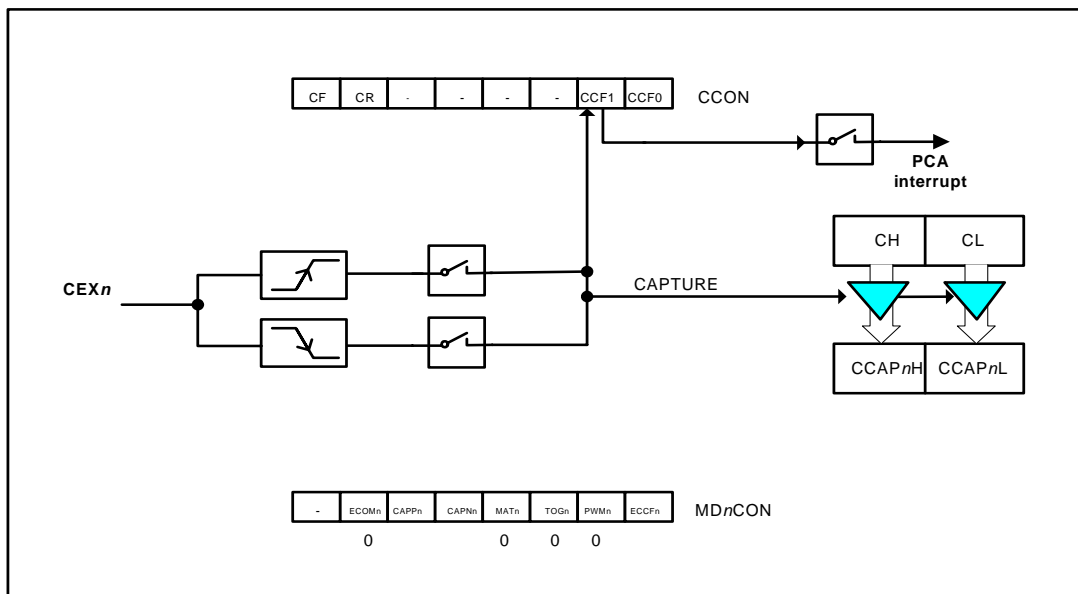 CF CR - - - - CCF1 CCF0 CCON
PCA
interrupt
CH CL
CEXn
CAPTURE
CCAPnH CCAPnL
- ECOMn CAPPn CAPNn MATn TOGn PWMn ECCFn MDnCON
0 0 0 0